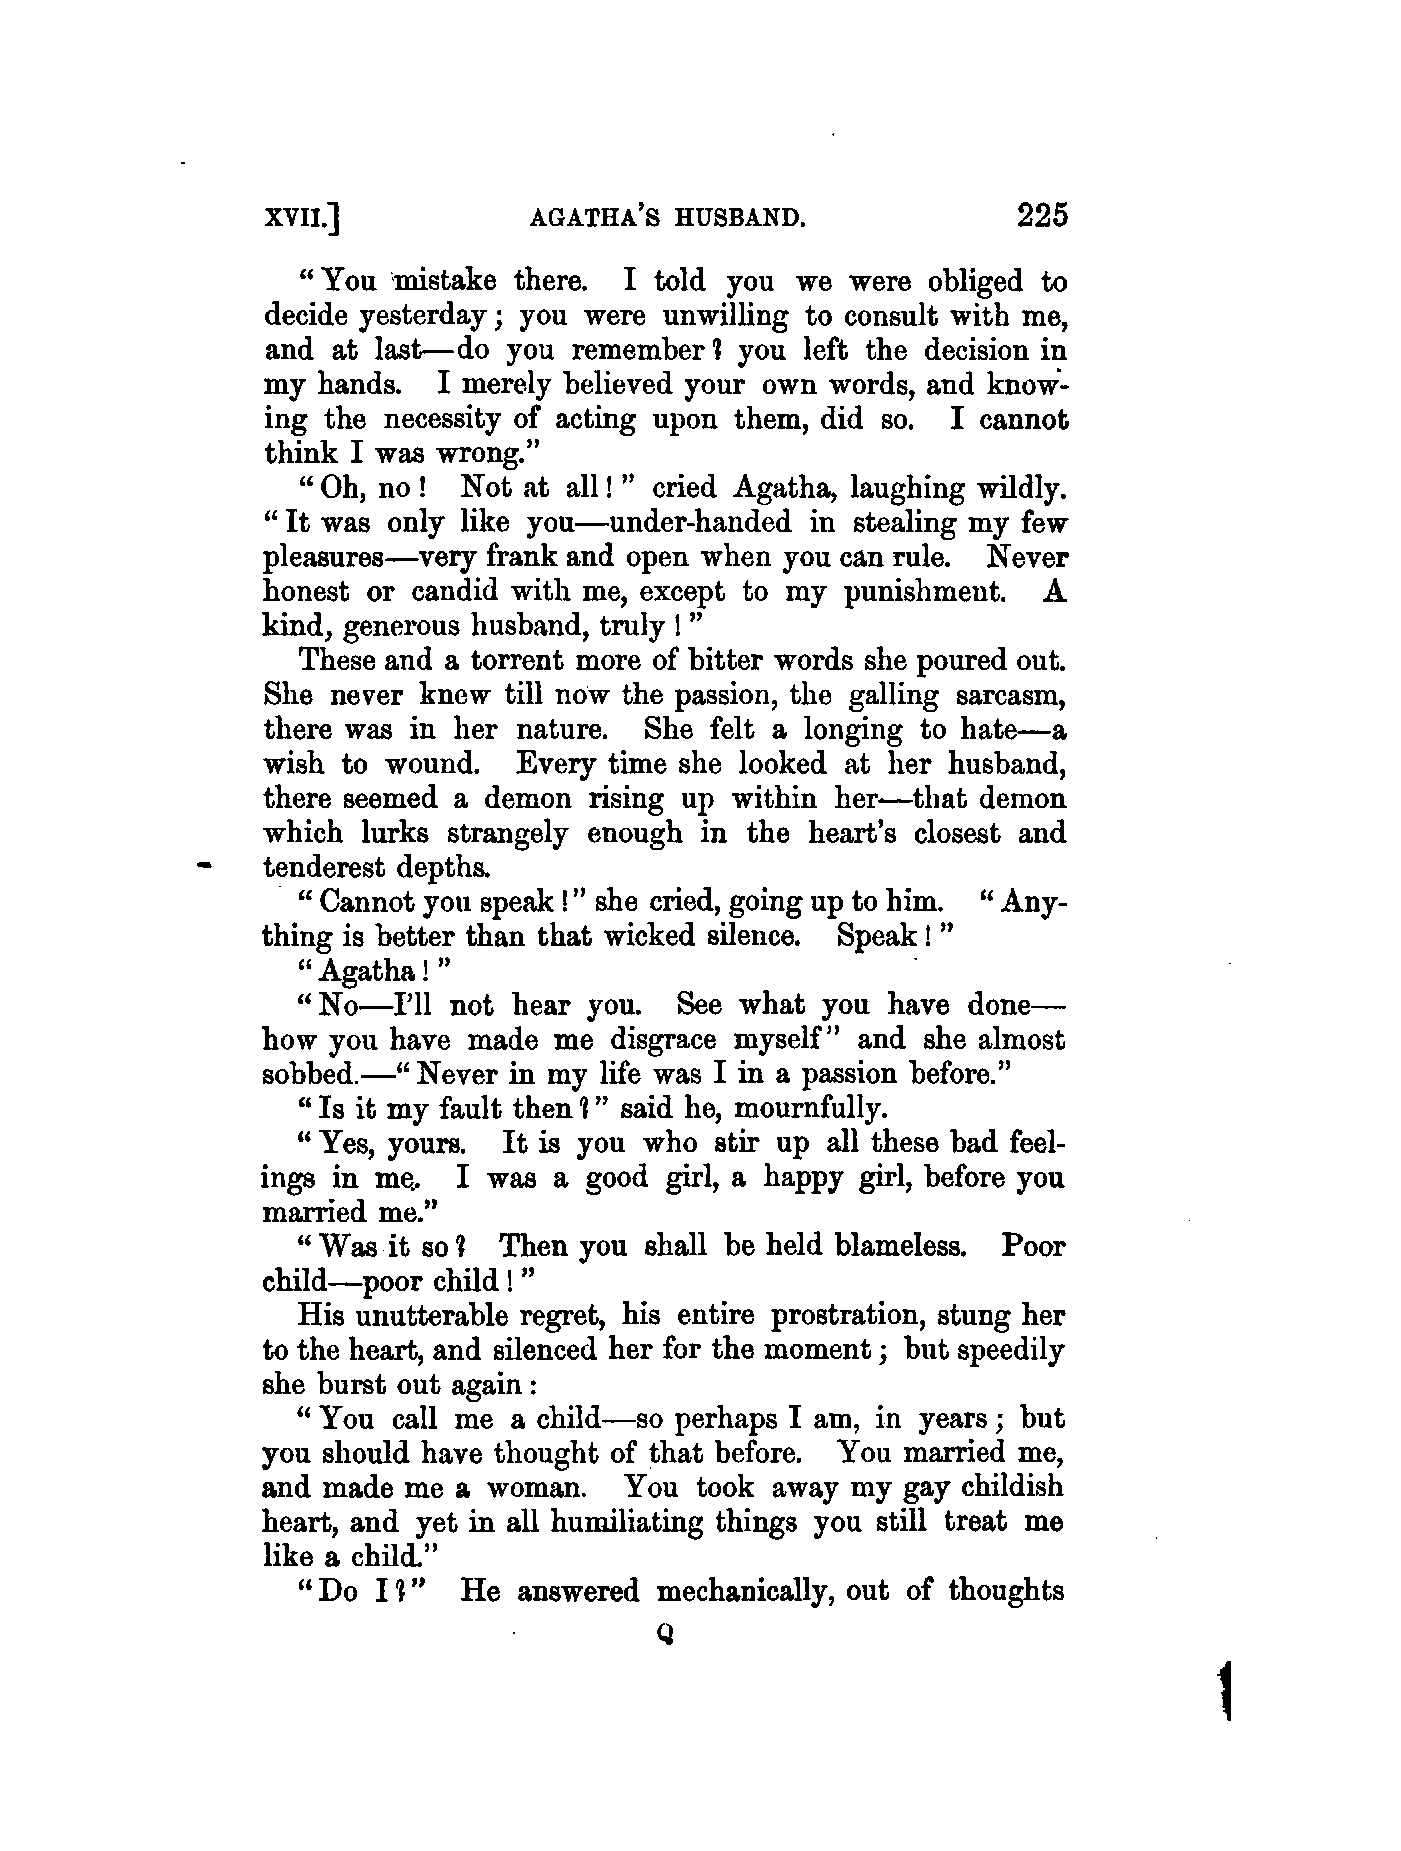 XVII.] AGATHA'S HUSBAND. 225
"You mistake there. I told you we were obliged to
decide yesterday; you were unwilling to consult with me,
and at last—do you remember? you left the decision in
my hands. I merely believed your own words, and know-
ing the necessity of acting upon them, did so. I cannot
think I was wrong."
"Oh, no! Not at all!" cried Agatha, laughing wildly.
"It was only like you—under-handed in stealing my few
pleasures—very frank and open when you can rule. Never
honest or candid with me, except to my punishment. A
kind, generous husband, truly!"
These and a torrent more of bitter words she poured out.
She never knew till now the passion, the galling sarcasm,
there was in her nature. She felt a longing to hate—a
wish to wound. Every time she looked at her husband,
there seemed a demon rising up within her—that demon
which lurks strangely enough in the heart's closest and
tenderest depths.
"Cannot you speak!" she cried, going up to him. "Any-
thing is better than that wicked silence. Speak!"
"Agatha!"
"No—I'll not hear you. See what you have done—
how you have made me disgrace myself" and she almost
sobbed.—"Never in my life was I in a passion before."
"Is it my fault then?" said he, mournfully.
"Yes, yours. It is you who stir up all these bad feel-
ings in me. I was a good girl, a happy girl, before you
married me."
"Was it so? Then you shall be held blameless. Poor
child—poor child!"
His unutterable regret, his entire prostration, stung her
to the heart, and silenced her for the moment; but speedily
she burst out again:
"You call me a child—so perhaps I am, in years; but
you should have thought of that before. You married me,
and made me a woman. You took away my gay childish
heart, and yet in all humiliating things you still treat me
like a child."
"Do I?" He answered mechanically, out of thoughts
Q